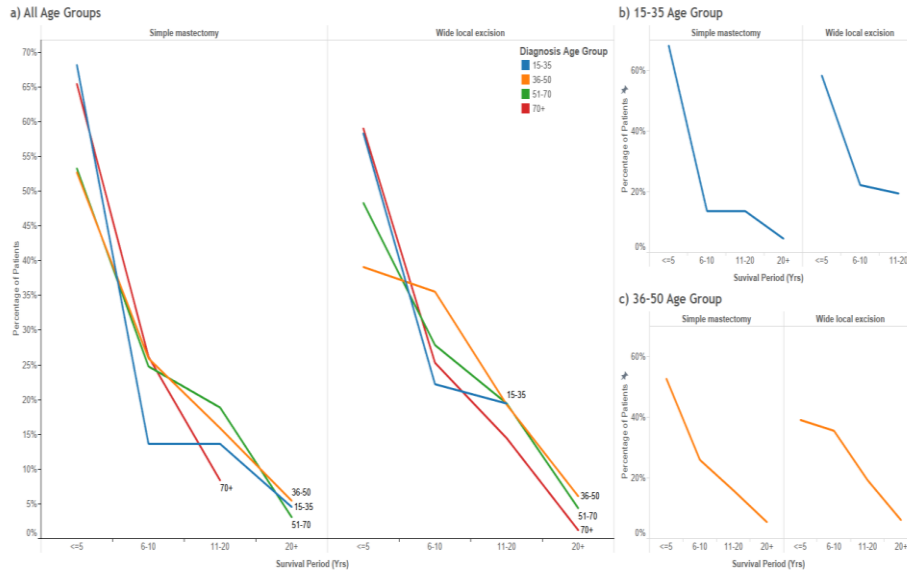 a) All Age Groups
Simple mastectomy
Wide local excision
Diagnosis Age Group
15-35
36-50
51-70
70+
Percentage of Patients
70%
65%
60%
55%
50%
45%
40%
35%
30%
25%
20%
15%
10%
5%
0%
70+
36-50
15-35
51-70
15-35
36-50
51-70
70+
<=5 6-10 11-20 20+ <=5 6-10 11-20 20+
Survival Period (Yrs)
b) 15-35 Age Group
Simple mastectomy Wide local excision
Percentage of Patients
60%
40%
20%
0%
<=5 6-10 11-20 20+ <=5 6-10 11-20
Suvival Period (Yrs)
c) 36-50 Age Group
Simple mastectomy Wide local excision
Percentage of Patients
60%
40%
20%
0%
<=5 6-10 11-20 20+ <=5 6-10 11-20 20+
Suvival Period (Yrs)